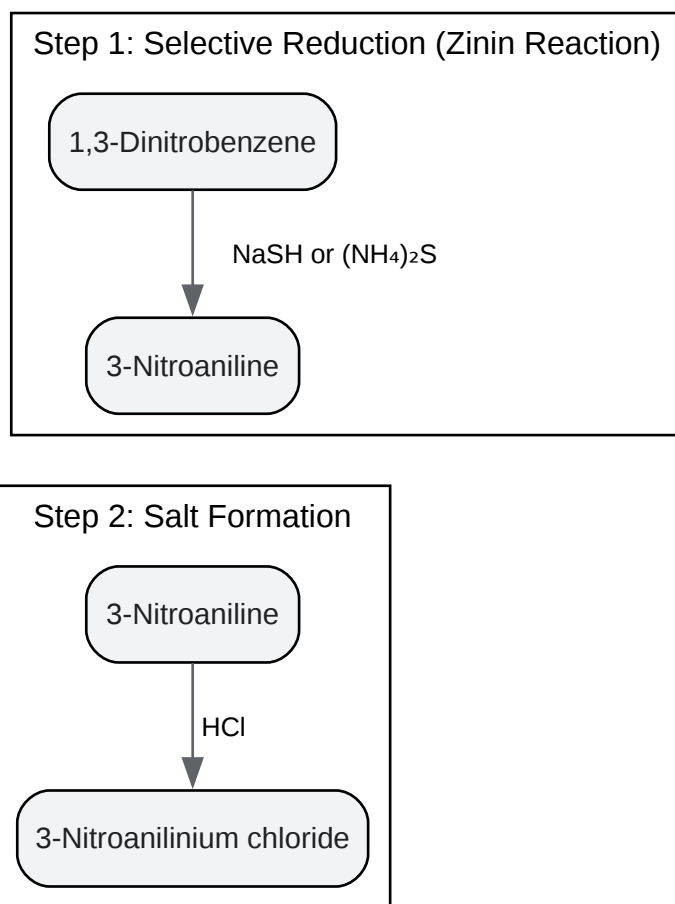 Step 1: Selective Reduction (Zinin Reaction)
1,3-Dinitrobenzene
NaSH or (NH₄)₂S
3-Nitroaniline
Step 2: Salt Formation
3-Nitroaniline
HCl
3-Nitroanilinium chloride